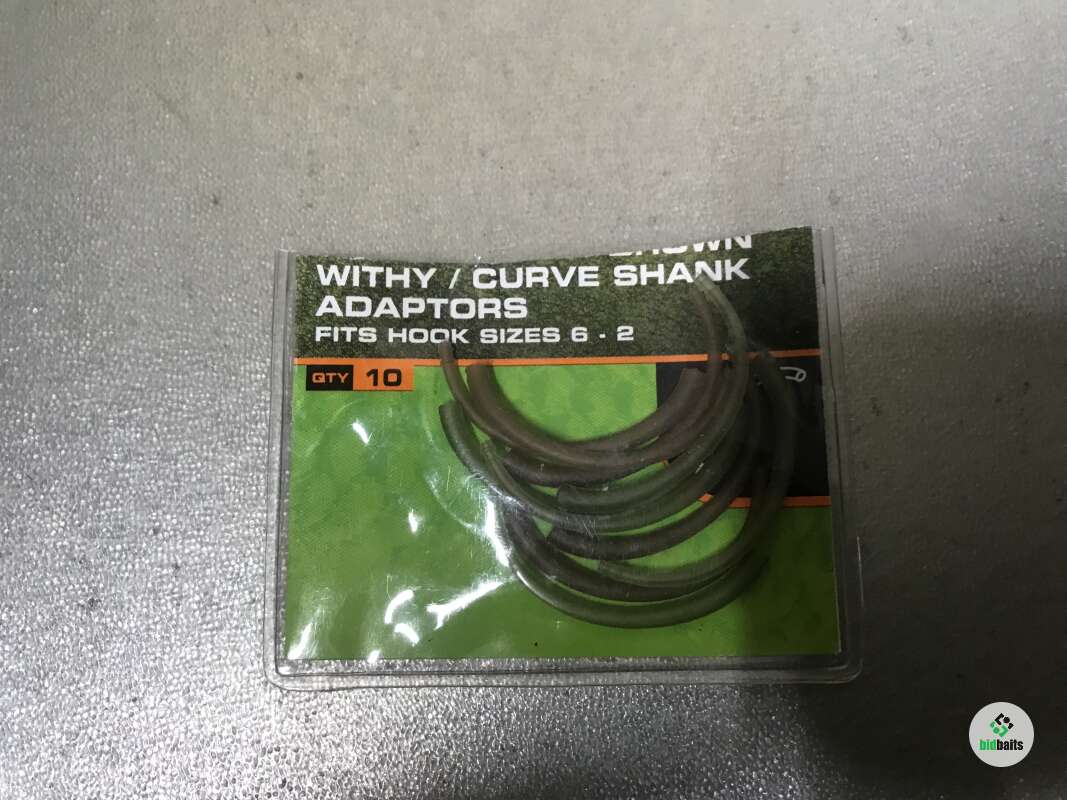 WITHY / CURVE SHANK
ADAPTORS
FITS HOOK SIZES 6 - 2
QTY 10
bidbaits